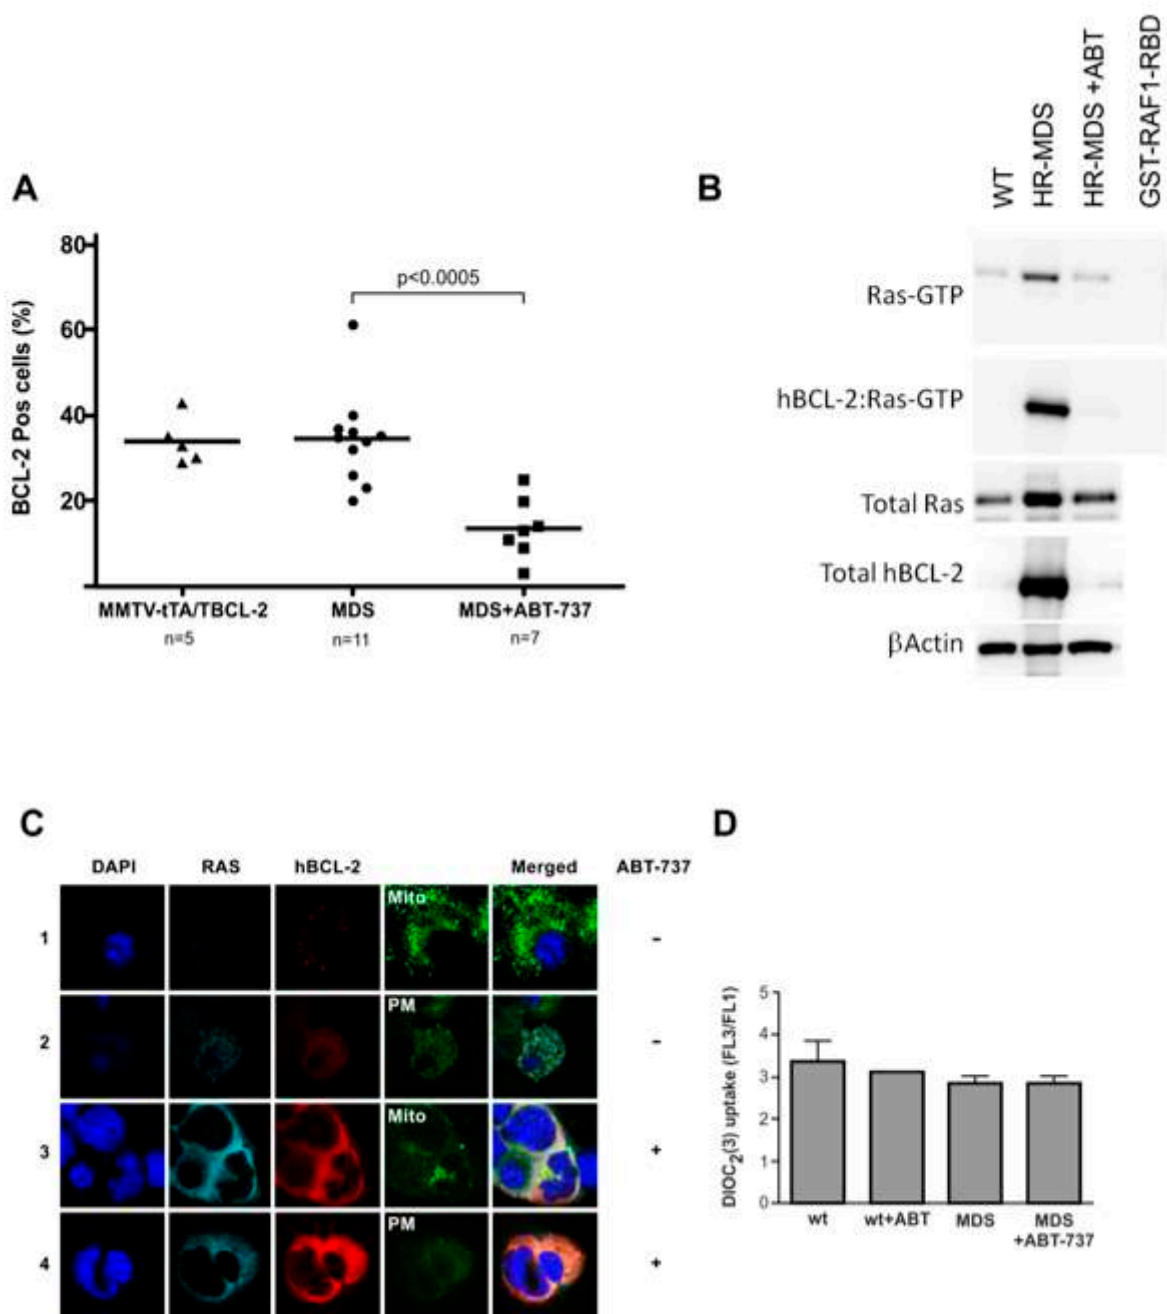 A
80
60
40
20
BCL-2 Pos cells (%)
p<0.0005
MMTV-tTA/TBCL-2
MDS
MDS+ABT-737
n=5
n=11
n=7
B
WT
HR-MDS
HR-MDS +ABT
GST-RAF1-RBD
Ras-GTP
hBCL-2:Ras-GTP
Total Ras
Total hBCL-2
βActin
C
DAPI RAS hBCL-2 Merged ABT-737
1 Mito -
2 PM -
3 Mito +
4 PM +
D
DIOC2(3) uptake (FL3/FL1)
5
4
3
2
1
0
wt wt+ABT MDS MDS
+ABT-737